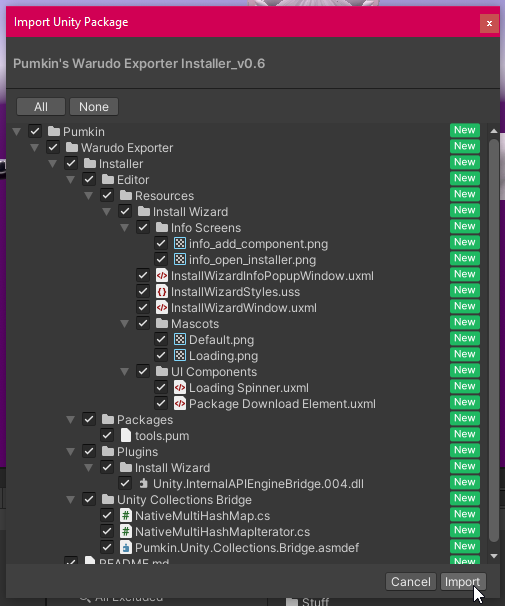 Import Unity Package
x
Pumkin's Warudo Exporter Installer_v0.6
All None
Pumkin New
Warudo Exporter New
Installer New
Editor New
Resources New
Install Wizard New
Info Screens New
info_add_component.png New
info_open_installer.png New
InstallWizardInfoPopupWindow.uxml New
InstallWizardStyles.uss New
InstallWizardWindow.uxml New
Mascots New
Default.png New
Loading.png New
UI Components New
Loading Spinner.uxml New
Package Download Element.uxml New
Packages New
tools.pum New
Plugins New
Install Wizard New
Unity.InternalAPIEngineBridge.004.dll New
Unity Collections Bridge New
NativeMultiHashMap.cs New
NativeMultiHashMapIterator.cs New
Pumkin.Unity.Collections.Bridge.asmdef New
README.md New
Cancel Import
All Excluded
Stuff